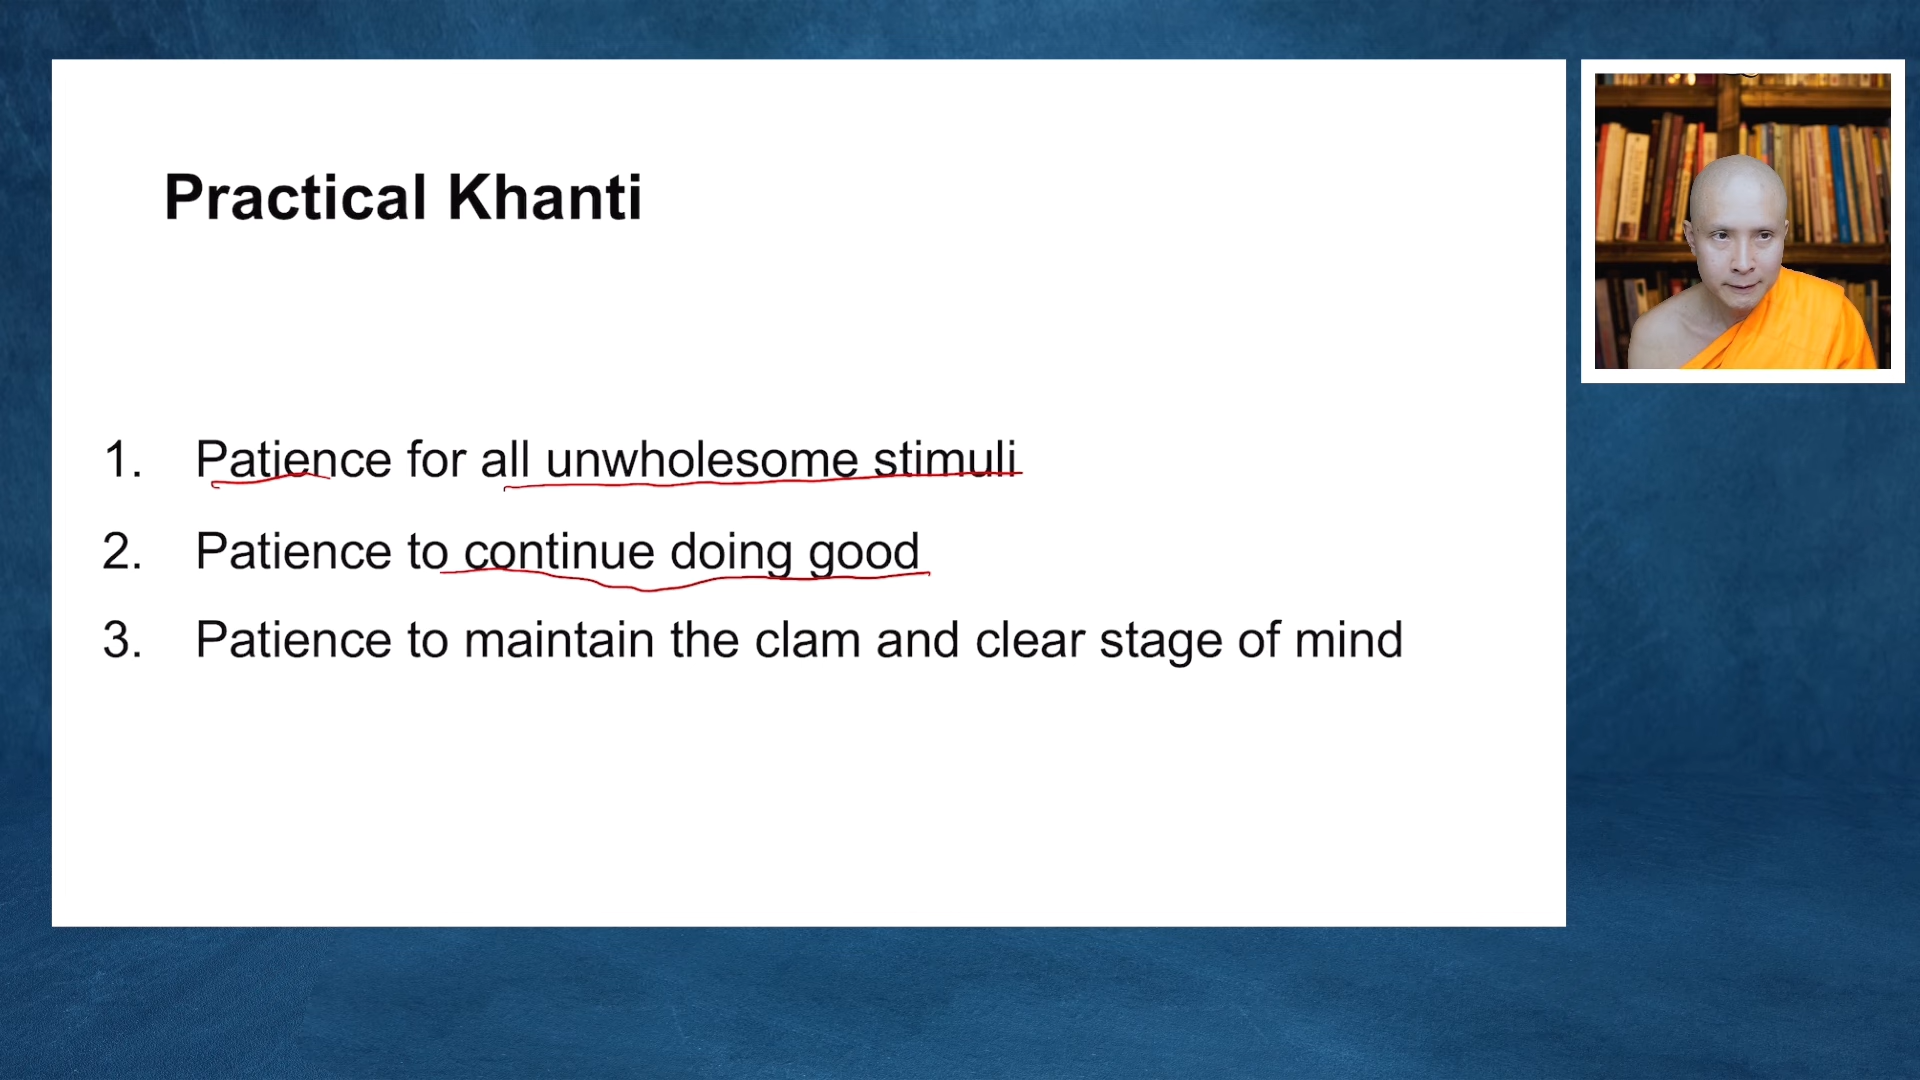 Practical Khanti
1. Patience for all unwholesome stimuli
2. Patience to continue doing good
3. Patience to maintain the clam and clear stage of mind